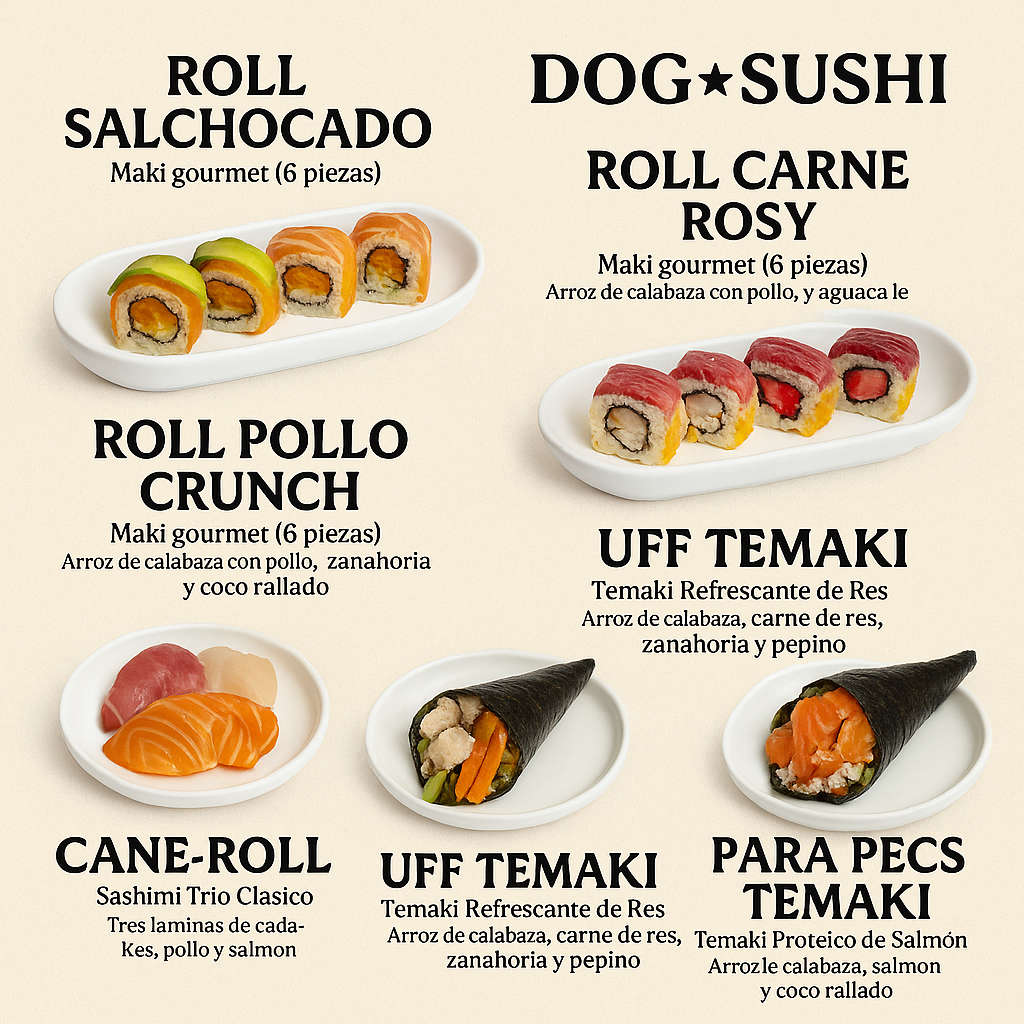 ROLL
SALCHOCADO
Maki gourmet (6 piezas)
DOG★SUSHI
ROLL CARNE
ROSY
Maki gourmet (6 piezas)
Arroz de calabaza con pollo, y aguaca le
ROLL POLLO
CRUNCH
Maki gourmet (6 piezas)
Arroz de calabaza con pollo, zanahoria
y coco rallado
UFF TEMAKI
Temaki Refrescante de Res
Arroz de calabaza, carne de res,
zanahoria y pepino
CANE-ROLL
Sashimi Trio Clasico
Tres laminas de cada-
Kes, pollo y salmon
UFF TEMAKI
Temaki Refrescante de Res
Arroz de calabaza, carne de res,
zanahoria y pepino
PARA PECS
TEMAKI
Temaki Proteico de Salmón
Arrozle calabaza, salmon
y coco rallado